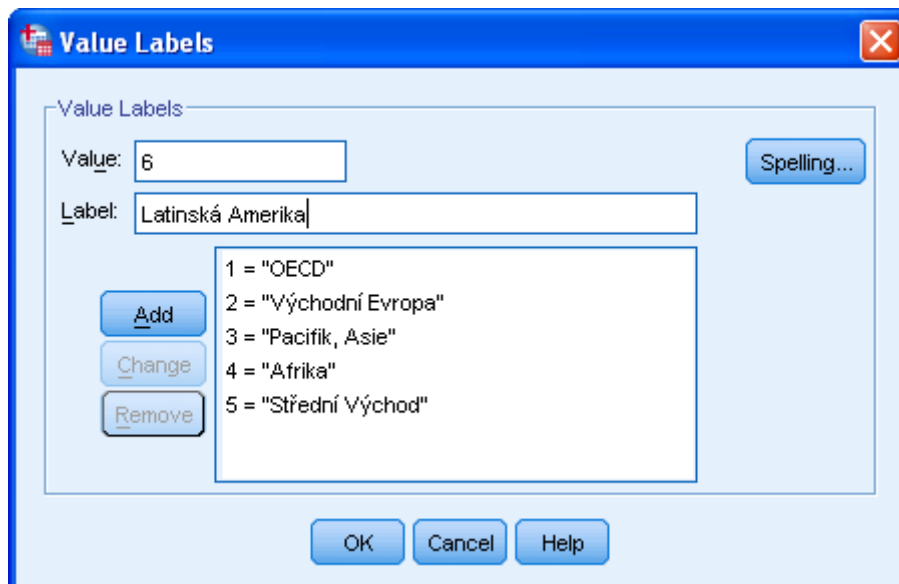 Value Labels
Value Labels
Value: 6
Spelling...
Label: Latinská Amerika
1 = "OECD"
2 = "Východní Evropa"
3 = "Pacifik, Asie"
4 = "Afrika"
5 = "Střední Východ"
Add
Change
Remove
OK Cancel Help